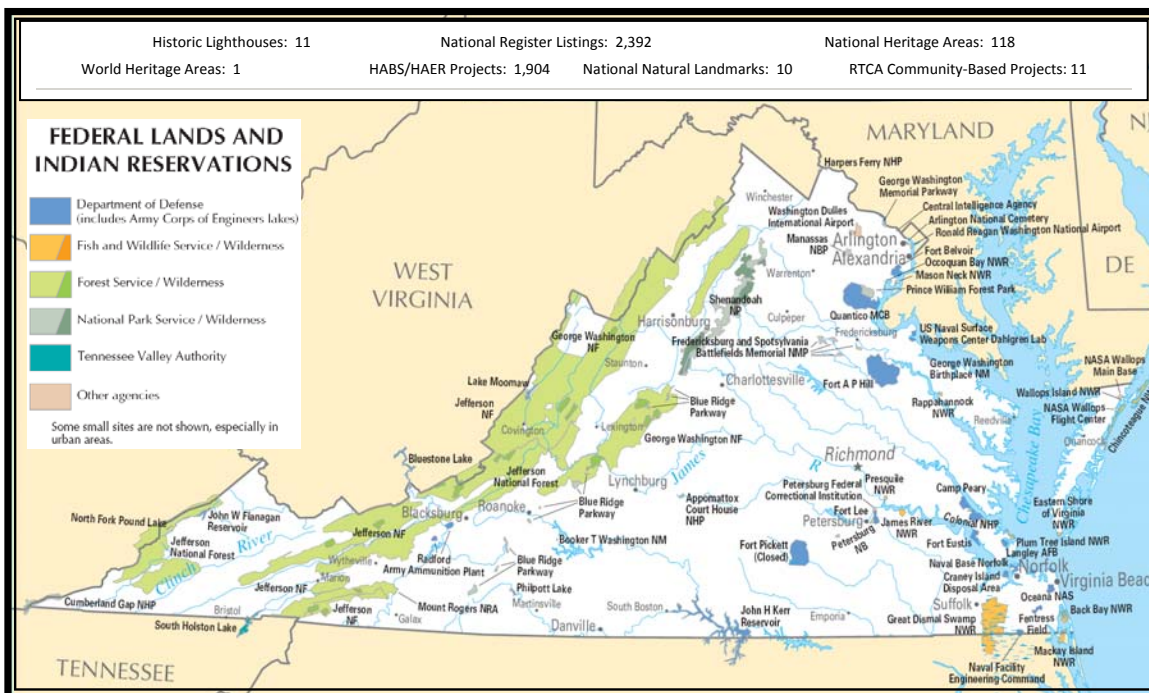 Historic Lighthouses: 11 National Register Listings: 2,392 National Heritage Areas: 118
World Heritage Areas: 1 HABS/HAER Projects: 1,904 National Natural Landmarks: 10 RTCA Community-Based Projects: 11
FEDERAL LANDS AND
INDIAN RESERVATIONS
Department of Defense
(includes Army Corps of Engineers lakes)
Fish and Wildlife Service / Wilderness
Forest Service / Wilderness
National Park Service / Wilderness
Tennessee Valley Authority
Other agencies
Some small sites are not shown, especially in
urban areas.
MARYLAND
WEST
VIRGINIA
DE
TENNESSEE
Harpers Ferry NHP
George Washington
Memorial Parkway
Winchester
Central Intelligence Agency
Washington Dulles
International Airport
Arlington National Cemetery
Ronald Reagan Washington National Airport
Manassas
NBP
Arlington
Alexandria
Fort Belvoir
Occoquan Bay NWR
Mason Neck NWR
Warrenton
Prince William Forest Park
Shenandoah
NP
Quantico MCB
Harrisonburg
Culpeper
Fredericksburg
George Washington
NF
Fredericksburg and Spotsylvania
Battlefields Memorial NMP
US Naval Surface
Weapons Center Dahlgren Lab
Staunton
George Washington
Birthplace NM
NASA Wallops
Main Base
Lake Moomaw
Charlottesville
Fort A P Hill
Wallops Island NWR
Jefferson
NF
Blue Ridge
Parkway
Rappahannock
NWR
Reedville
NASA Wallops
Flight Center
Chincoteague
Covington
Lexington
George Washington NF
Onancock
Chesapeake Bay
Bluestone Lake
Jefferson
National Forest
James
R
Richmond
Lynchburg
Petersburg Federal
Correctional Institution
Presquile
NWR
Camp Peary
North Fork Pound Lake
John W Flanagan
Reservoir
Blacksburg
Roanoke
Blue Ridge
Parkway
Appomattox
Court House
NHP
Fort Lee
Petersburg
Petersburg
NB
James River
NWR
Colonial NHP
Eastern Shore
of Virginia
NWR
Jefferson
National Forest
Clinch
River
Jefferson NF
Booker T Washington NM
Fort Pickett
(Closed)
Fort Eustis
Plum Tree Island NWR
Langley AFB
Wytheville
Radford
Army Ammunition Plant
Blue Ridge
Parkway
Naval Base Norfolk
Norfolk
Craney Island
Disposal Area
Virginia Beach
Marion
Jefferson NF
Philpott Lake
Oceana NAS
Cumberland Gap NHP
Bristol
Mount Rogers NRA
Martinsville
South Boston
John H Kerr
Reservoir
Emporia
Suffolk
Great Dismal Swamp
NWR
Fentress
Field
Back Bay NWR
South Holston Lake
Jefferson
NF
Galax
Danville
Mackay Island
NWR
Naval Facility
Engineering Command